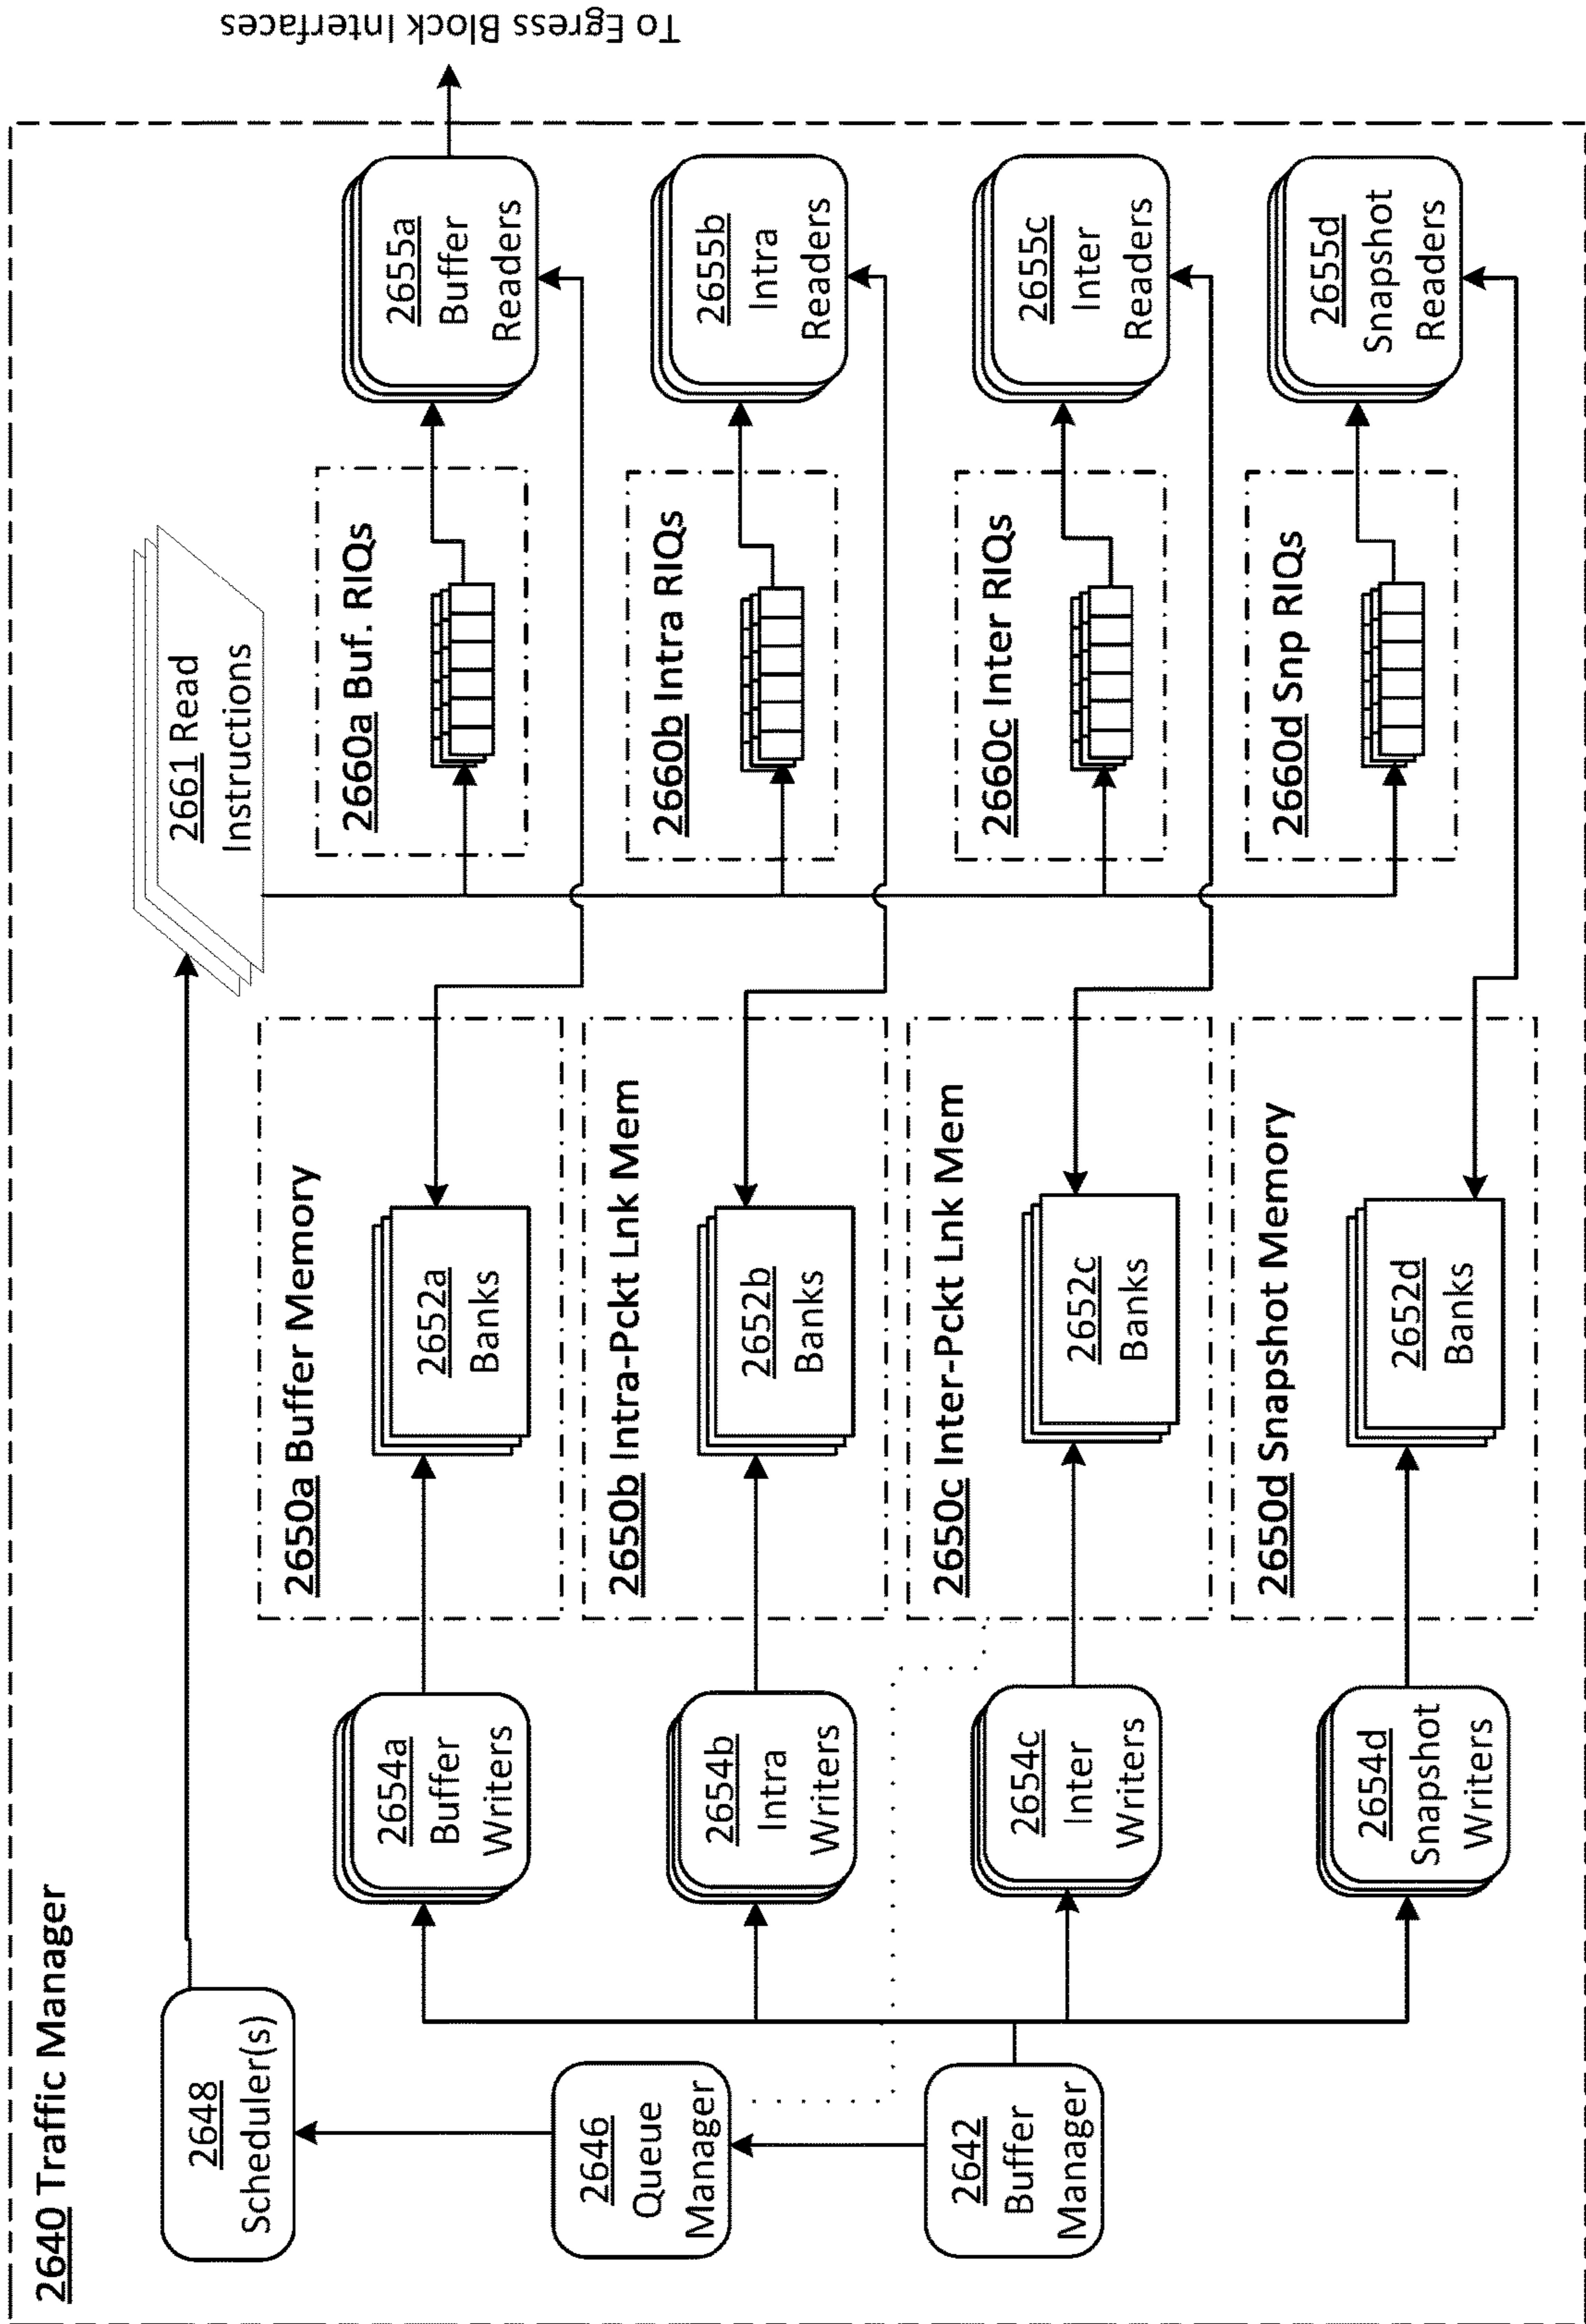 2640 Traffic Manager
2648
Scheduler(s)
2646
Queue
Manager
2642
Buffer
Manager
2654a
Buffer
Writers
2654b
Intra
Writers
2654c
Inter
Writers
2654d
Snapshot
Writers
2650a Buffer Memory
2652a
Banks
2650b Intra-Pckt Lnk Mem
2652b
Banks
2650c Inter-Pckt Lnk Mem
2652c
Banks
2650d Snapshot Memory
2652d
Banks
2661 Read
Instructions
2660a Buf. RIQs
2660b Intra RIQs
2660c Inter RIQs
2660d Snp RIQs
2655a
Buffer
Readers
2655b
Intra
Readers
2655c
Inter
Readers
2655d
Snapshot
Readers
To Egress Block Interfaces